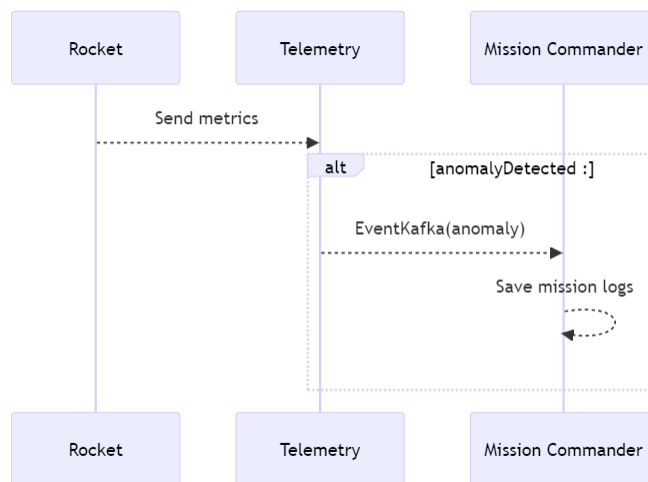 Rocket
Telemetry
Mission Commander
Send metrics
alt
[anomalyDetected :]
EventKafka(anomaly)
Save mission logs
Rocket
Telemetry
Mission Commander